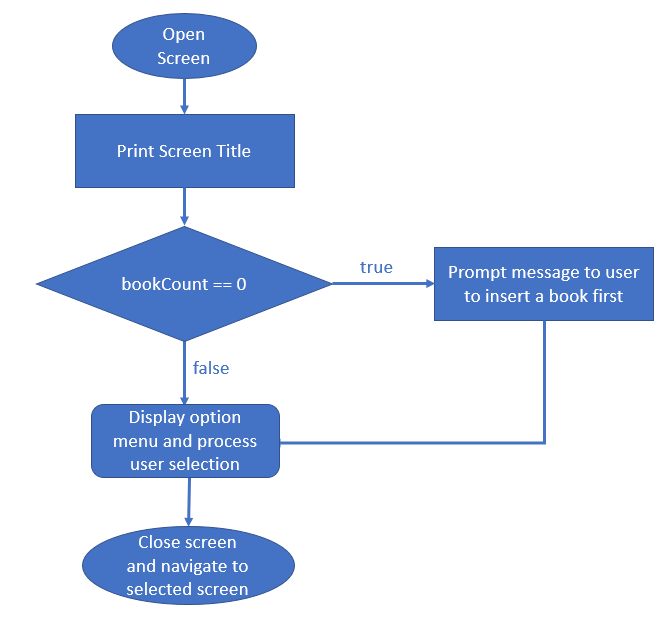 Open
Screen
Print Screen Title
bookCount == 0
true
Prompt message to user
to insert a book first
false
Display option
menu and process
user selection
Close screen
and navigate to
selected screen